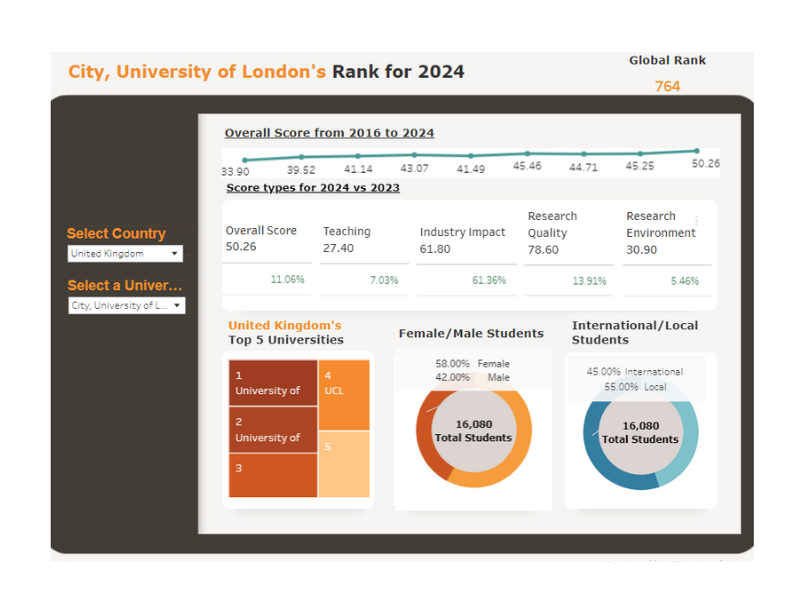 City, University of London's Rank for 2024
Global Rank
764
Overall Score from 2016 to 2024
33.90 39.52 41.14 43.07 41.49 45.46 44.71 45.25 50.26
Score types for 2024 vs 2023
Select Country
United Kingdom
Select a Univer...
City, University of L...
Overall Score
50.26
11.06%
Teaching
27.40
7.03%
Industry Impact
61.80
61.36%
Research
Quality
78.60
13.91%
Research
Environment
30.90
5.46%
United Kingdom's
Top 5 Universities
1
University of
2
University of
3
4
UCL
5
Female/Male Students
58.00% Female
42.00% Male
16,080
Total Students
International/Local
Students
45.00% International
55.00% Local
16,080
Total Students